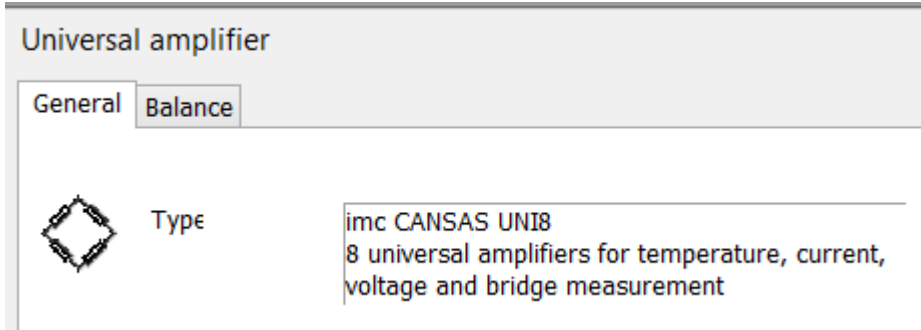 Universal amplifier
General
Balance
Type
imc CANSAS UNI8
8 universal amplifiers for temperature, current,
voltage and bridge measurement